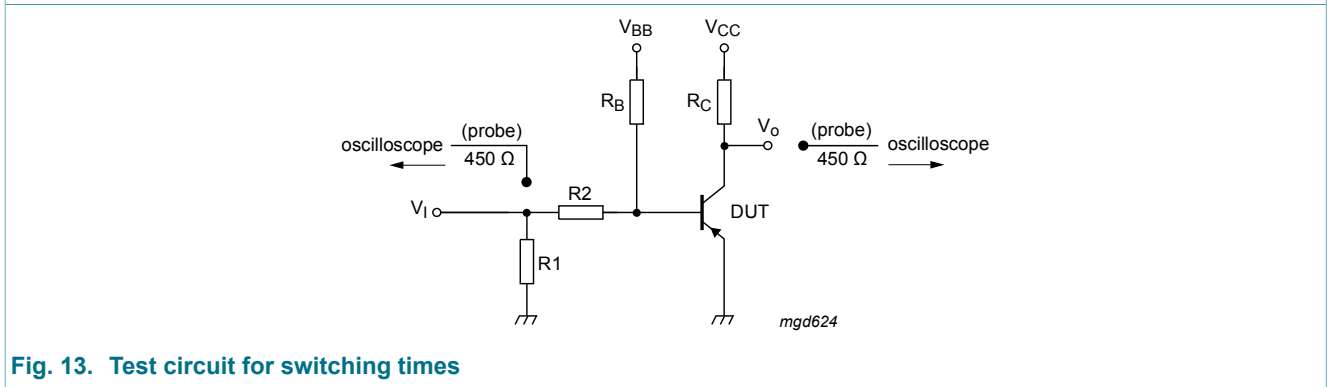 VBB
VCC
RB
RC
Vo
oscilloscope
(probe)
450 Ω
(probe)
450 Ω
oscilloscope
R2
VI
DUT
R1
mgd624
Fig. 13. Test circuit for switching times